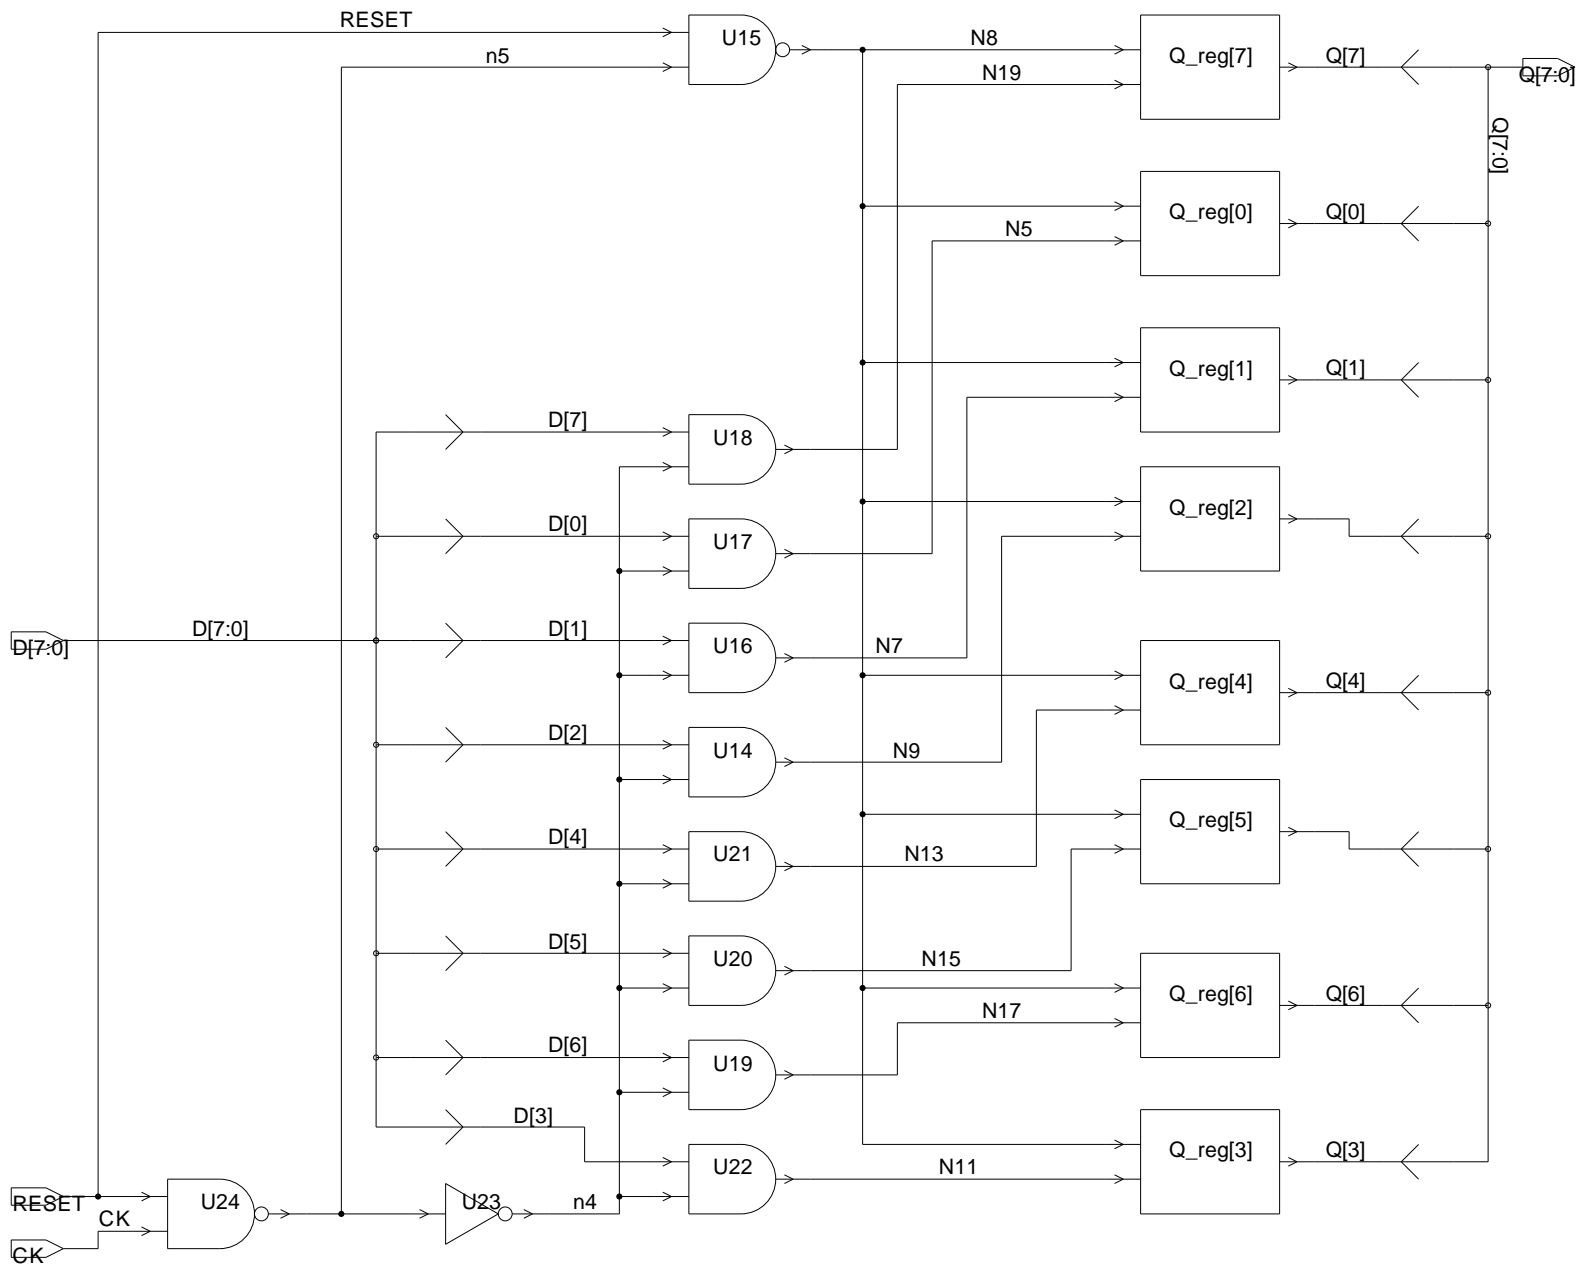 RESET
U15
N8
Q_reg[7]
Q[7]
Q[7:0]
n5
N19
Q[7:0]
Q_reg[0]
Q[0]
N5
Q_reg[1]
Q[1]
D[7]
U18
Q_reg[2]
D[0]
U17
D[7:0]
D[7:0]
D[1]
U16
N7
Q_reg[4]
Q[4]
D[2]
U14
N9
Q_reg[5]
D[4]
U21
N13
D[5]
U20
N15
Q_reg[6]
Q[6]
N17
D[6]
U19
D[3]
Q_reg[3]
Q[3]
U22
N11
RESET
U24
U23
n4
CK
CK